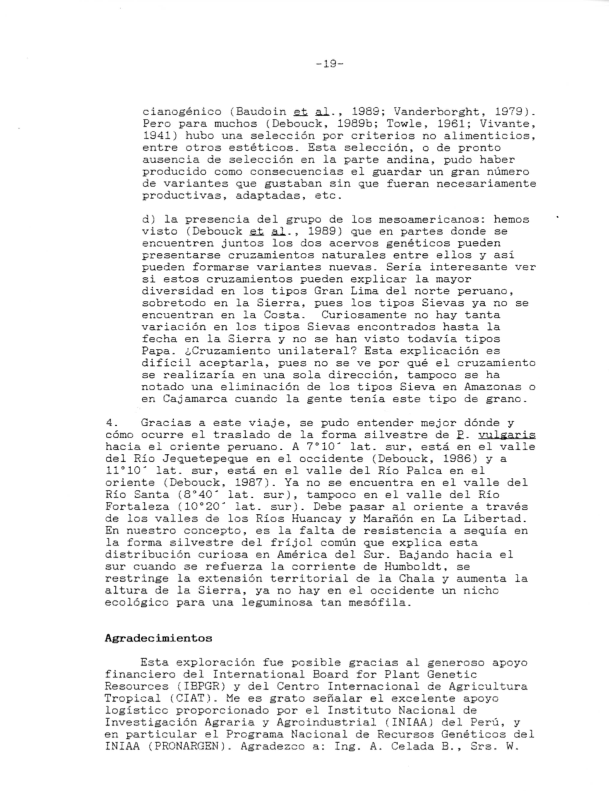 -19-
cianogénico (Baudoin et al., 1989; Vanderborght, 1979).
Pero para muchos (Debouck, 1989b; Towle, 1961; Vivante,
1941) hubo una selección por criterios no alimenticios,
entre otros estéticos. Esta selección, o de pronto
ausencia de selección en la parte andina, pudo haber
producido como consecuencias el guardar un gran número
de variantes que gustaban sin que fueran necesariamente
productivas, adaptadas, etc.
d) la presencia del grupo de los mesoamericanos: hemos
visto (Debouck et al., 1989) que en partes donde se
encuentren juntos los dos acervos genéticos pueden
presentarse cruzamientos naturales entre ellos y así
pueden formarse variantes nuevas. Sería interesante ver
si estos cruzamientos pueden explicar la mayor
diversidad en los tipos Gran Lima del norte peruano,
sobretodo en la Sierra, pues los tipos Sievas ya no se
encuentran en la Costa. Curiosamente no hay tanta
variación en los tipos Sievas encontrados hasta la
fecha en la Sierra y no se han visto todavía tipos
Papa. ¿Cruzamiento unilateral? Esta explicación es
difícil aceptarla, pues no se ve por qué el cruzamiento
se realizaría en una sola dirección, tampoco se ha
notado una eliminación de los tipos Sieva en Amazonas o
en Cajamarca cuando la gente tenía este tipo de grano.
4. Gracias a este viaje, se pudo entender mejor dónde y
cómo ocurre el traslado de la forma silvestre de P. vulgaris
hacia el oriente peruano. A 7°10´ lat. sur, está en el valle
del Río Jequetepeque en el occidente (Debouck, 1986) y a
11°10´ lat. sur, está en el valle del Río Palca en el
oriente (Debouck, 1987). Ya no se encuentra en el valle del
Río Santa (8°40´ lat. sur), tampoco en el valle del Río
Fortaleza (10°20´ lat. sur). Debe pasar al oriente a través
de los valles de los Ríos Huancay y Marañón en La Libertad.
En nuestro concepto, es la falta de resistencia a sequía en
la forma silvestre del fríjol común que explica esta
distribución curiosa en América del Sur. Bajando hacia el
sur cuando se refuerza la corriente de Humboldt, se
restringe la extensión territorial de la Chala y aumenta la
altura de la Sierra, ya no hay en el occidente un nicho
ecológico para una leguminosa tan mesófila.
Agradecimientos
Esta exploración fue posible gracias al generoso apoyo
financiero del International Board for Plant Genetic
Resources (IBPGR) y del Centro Internacional de Agricultura
Tropical (CIAT). Me es grato señalar el excelente apoyo
logístico proporcionado por el Instituto Nacional de
Investigación Agraria y Agroindustrial (INIAA) del Perú, y
en particular el Programa Nacional de Recursos Genéticos del
INIAA (PRONARGEN). Agradezco a: Ing. A. Celada B., Srs. W.